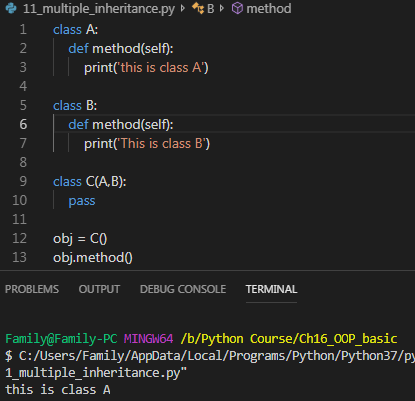 11_multiple_inheritance.py > B > method
1 class A:
2 def method(self):
3 print('this is class A')
4
5 class B:
6 def method(self):
7 print('This is class B')
8
9 class C(A,B):
10 pass
11
12 obj = C()
13 obj.method()
PROBLEMS OUTPUT DEBUG CONSOLE TERMINAL
Family@Family-PC MINGW64 /b/Python Course/Ch16_OOP_basic
$ C:/Users/Family/AppData/Local/Programs/Python/Python37/py
1_multiple_inheritance.py"
this is class A